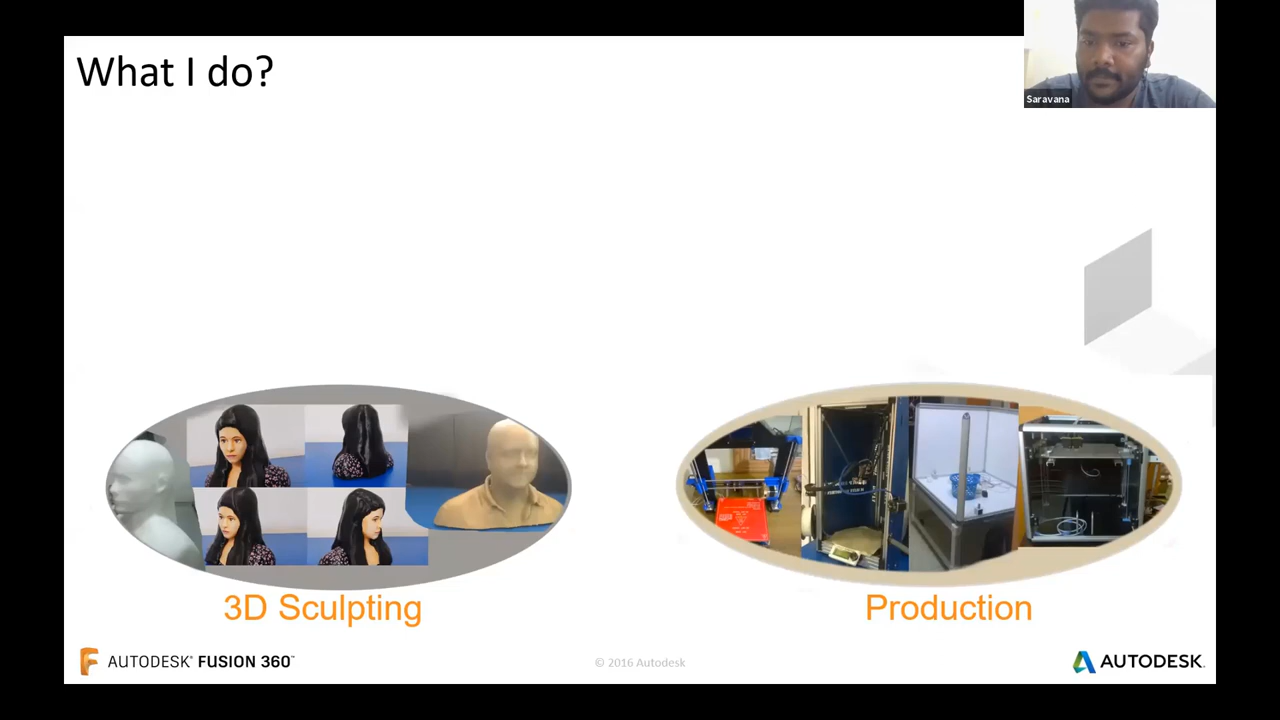 What I do?
Saravana
3D Sculpting
Production
AUTODESK® FUSION 360™
© 2016 Autodesk
AUTODESK.